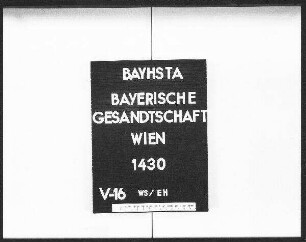 BAYHSTA
BAYERISCHE
GESANDTSCHAFT
WIEN
1430
V-16 WS/EH